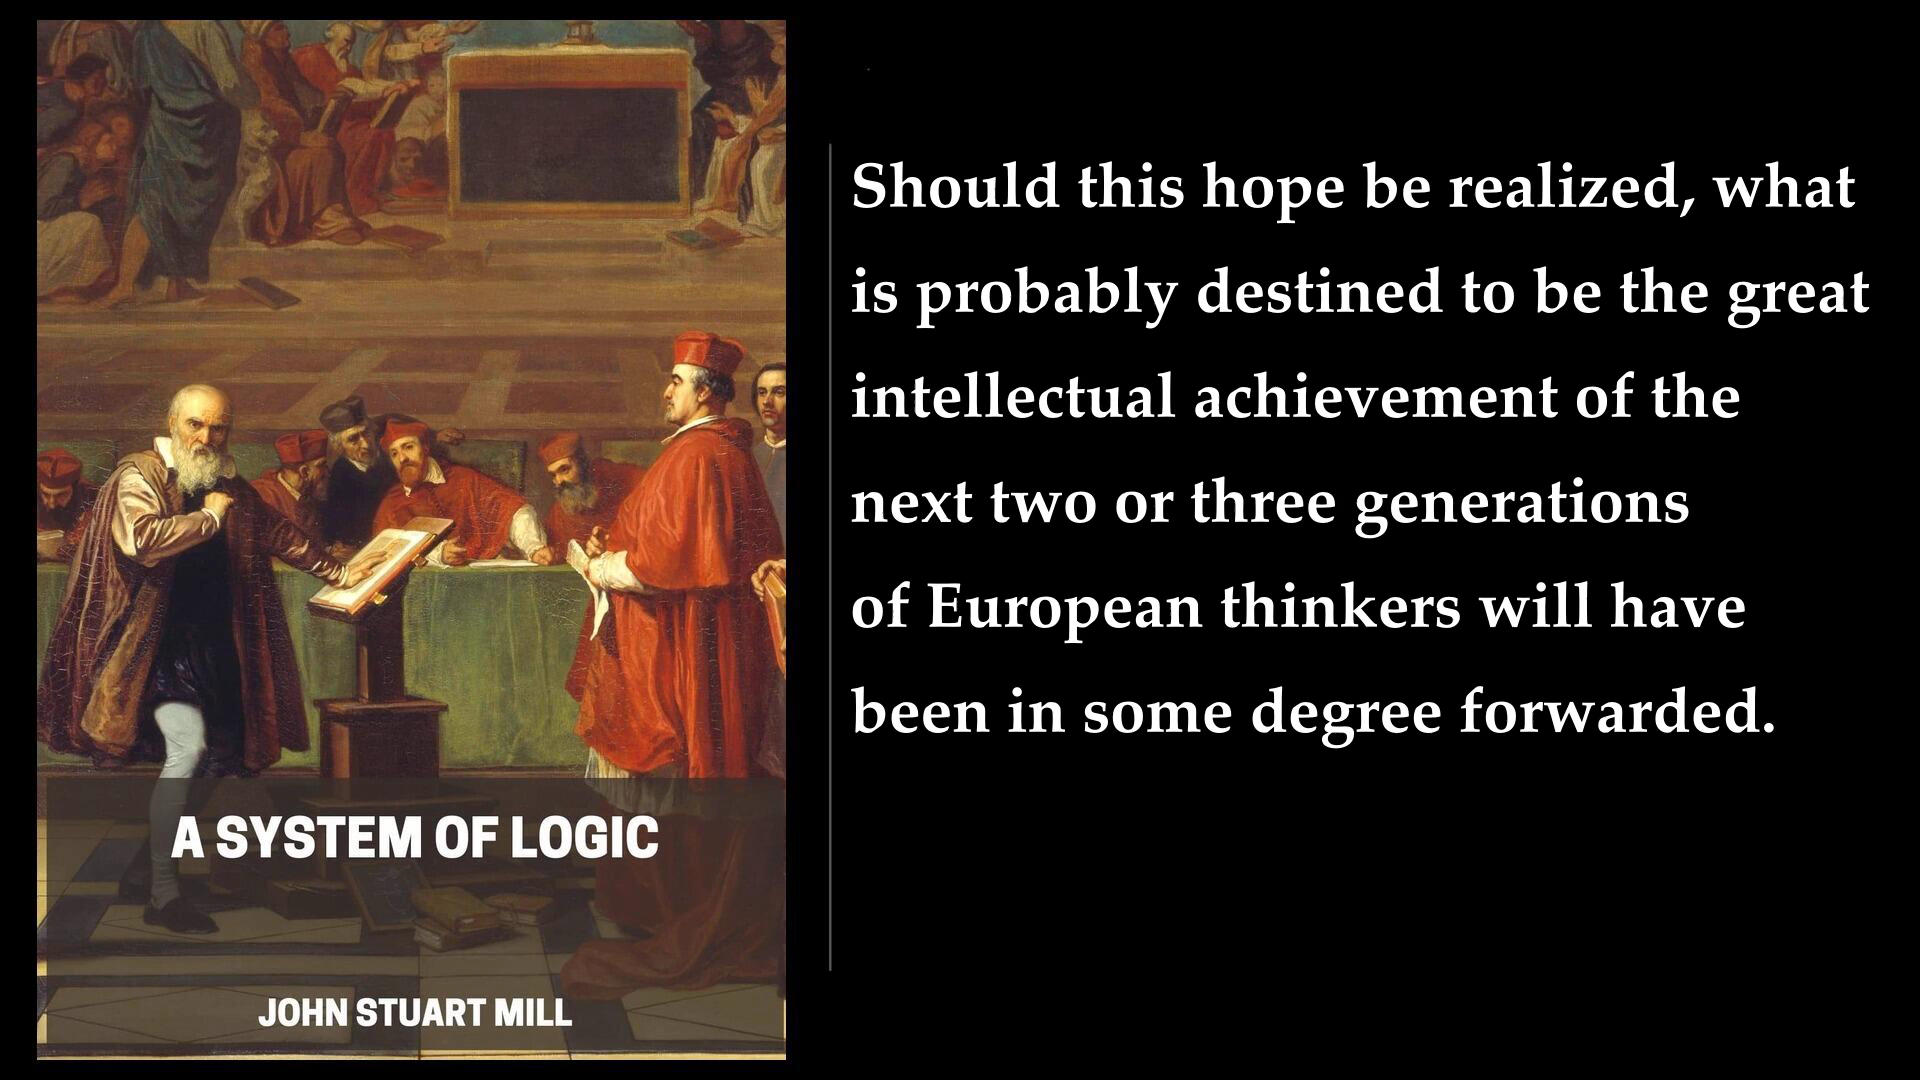 A SYSTEM OF LOGIC
JOHN STUART MILL
Should this hope be realized, what
is probably destined to be the great
intellectual achievement of the
next two or three generations
of European thinkers will have
been in some degree forwarded.